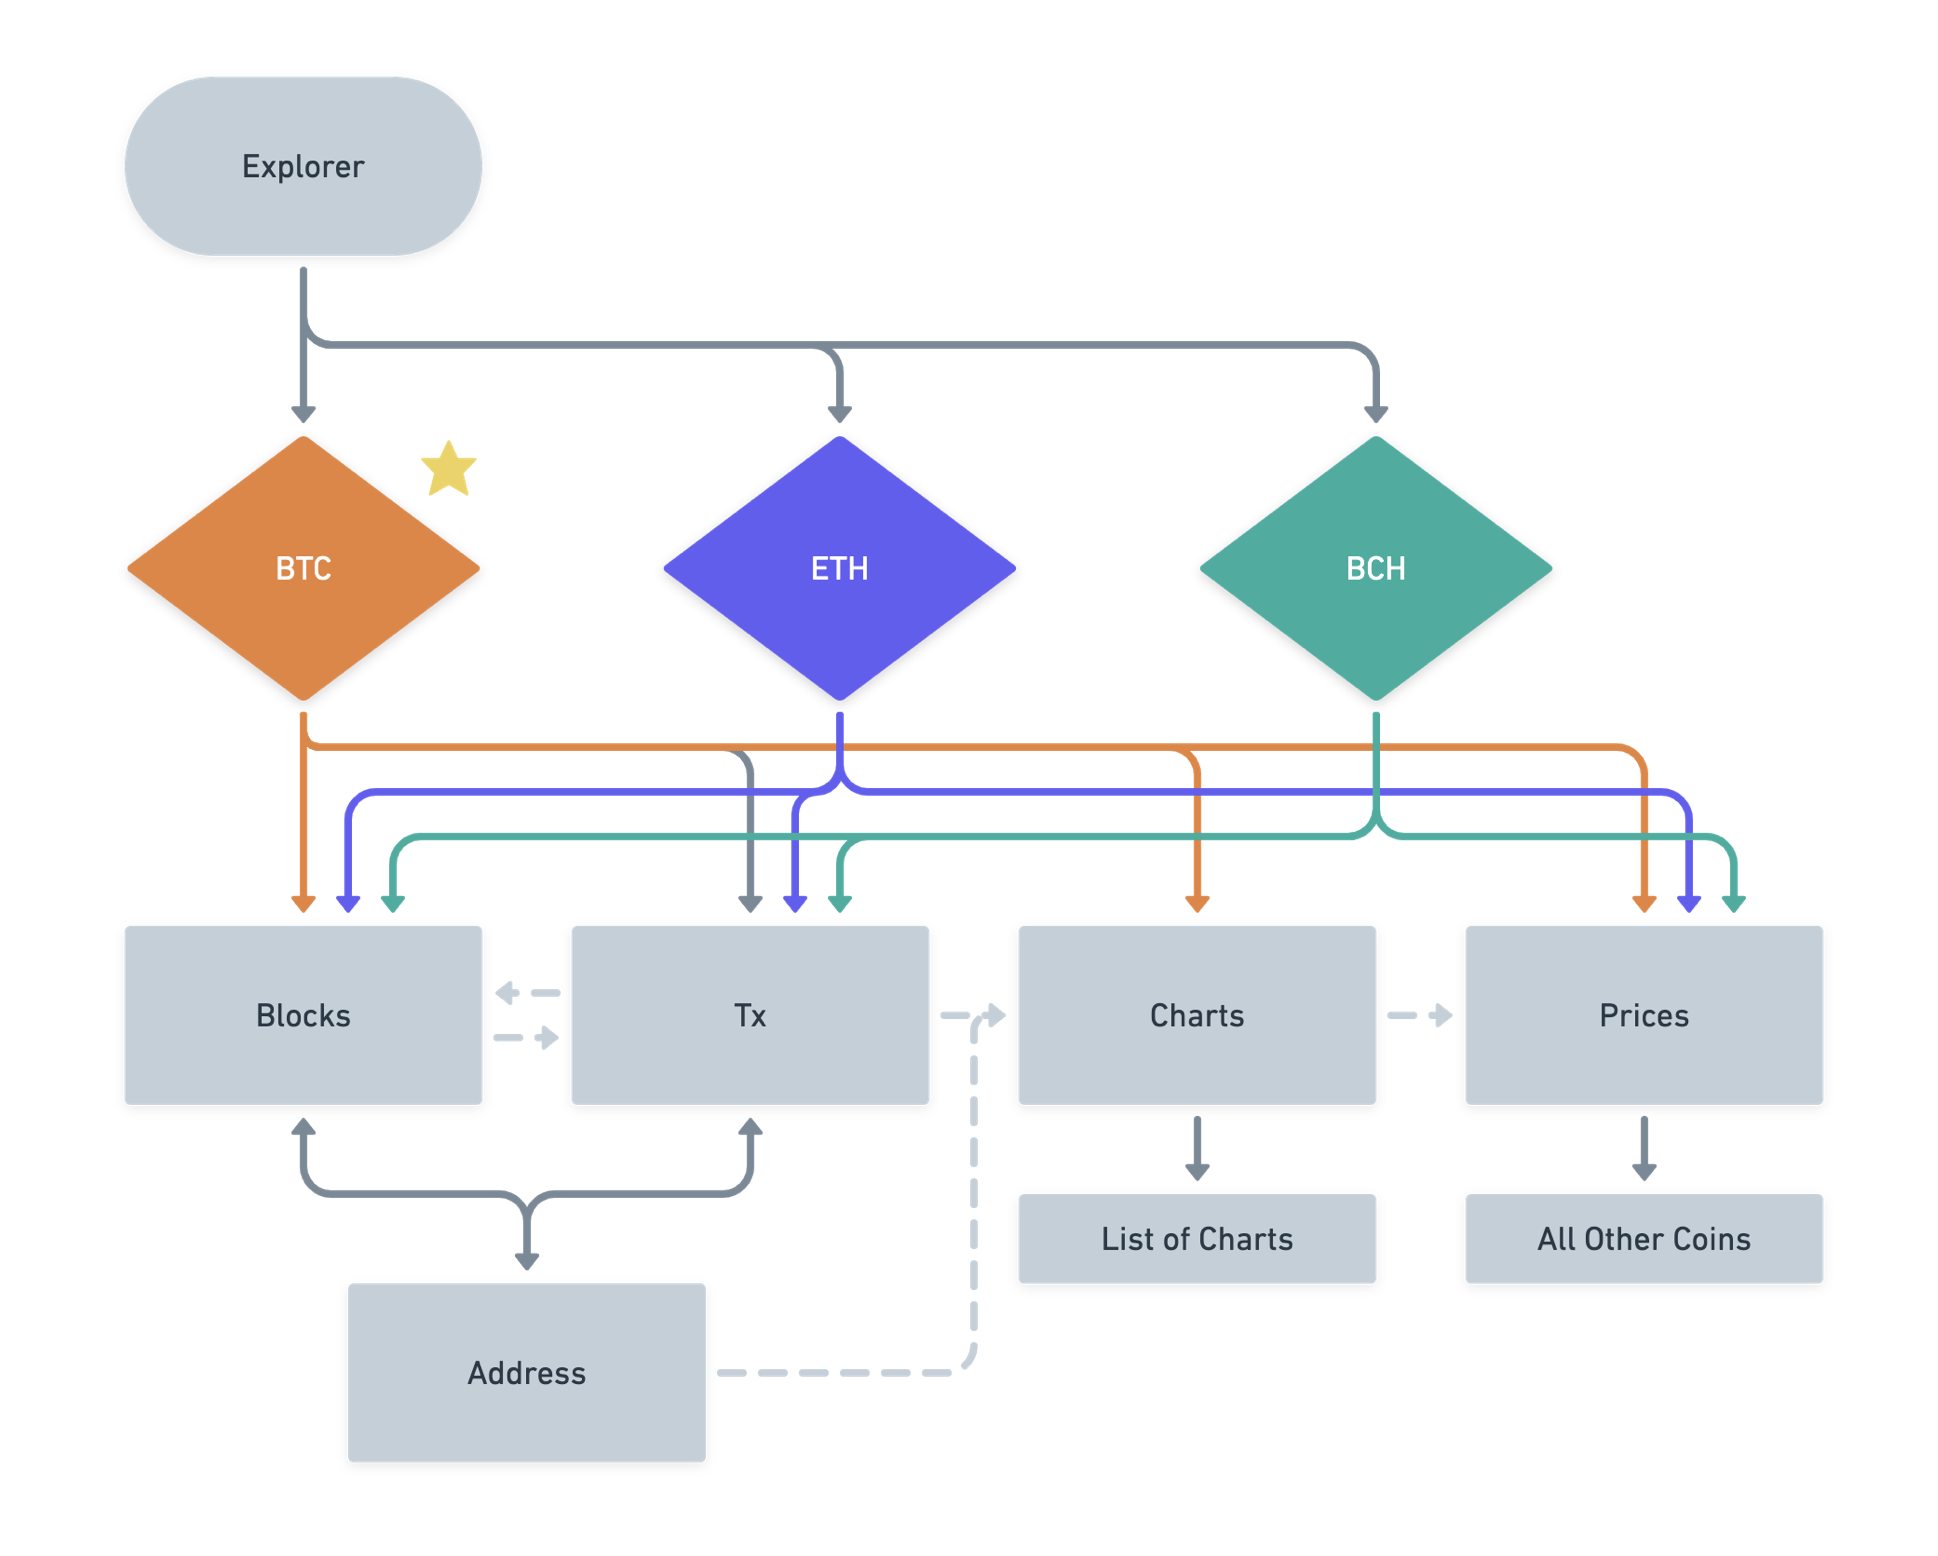 Explorer
BTC
ETH
BCH
Blocks
Tx
Charts
Prices
List of Charts
All Other Coins
Address